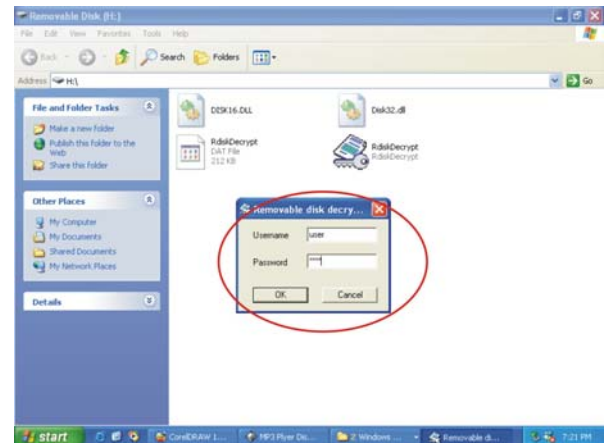 Removable Disk (H:)
File Edit View Favorites Tools Help
Back Search Folders
Address H:\ Go
File and Folder Tasks
Make a new folder
Publish this folder to the Web
Share this folder
Other Places
My Computer
My Documents
Shared Documents
My Network Places
Details
DISK16.DLL
Disk32.dll
RdiskDecrypt
DAT File
212 KB
RdiskDecrypt
RdiskDecrypt
Removable disk decry...
Username user
Password ****
OK Cancel
start CorelDRAW 1... MP3 Plyer Do... 2 Windows ... Removable di... 7:21 PM